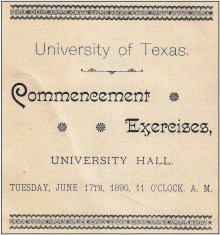 University of Texas.
Commencement
Exercises,
UNIVERSITY HALL.
TUESDAY, JUNE 17TH, 1890, 11 O'CLOCK, A. M.